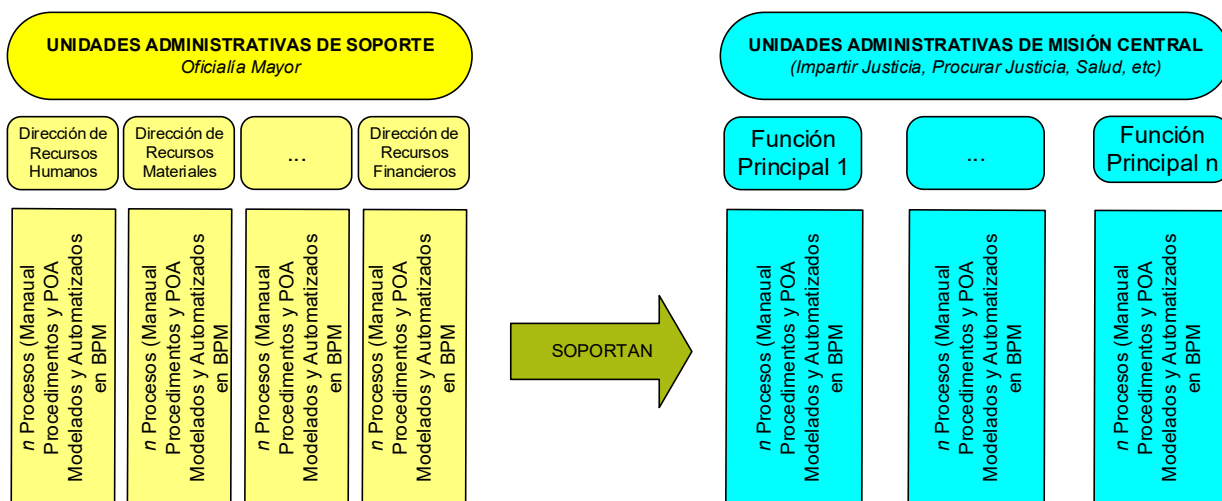 UNIDADES ADMINISTRATIVAS DE SOPORTE
Oficialía Mayor
Dirección de
Recursos
Humanos
Dirección de
Recursos
Materiales
...
Dirección de
Recursos
Financieros
n Procesos (Manaual
Procedimentos y POA
Modelados y Automatizados
en BPM
n Procesos (Manaual
Procedimentos y POA
Modelados y Automatizados
en BPM
n Procesos (Manaual
Procedimentos y POA
Modelados y Automatizados
en BPM
n Procesos (Manaual
Procedimentos y POA
Modelados y Automatizados
en BPM
SOPORTAN
UNIDADES ADMINISTRATIVAS DE MISIÓN CENTRAL
(Impartir Justicia, Procurar Justicia, Salud, etc)
Función
Principal 1
...
Función
Principal n
n Procesos (Manaual
Procedimentos y POA
Modelados y Automatizados
en BPM
n Procesos (Manaual
Procedimentos y POA
Modelados y Automatizados
en BPM
n Procesos (Manaual
Procedimentos y POA
Modelados y Automatizados
en BPM